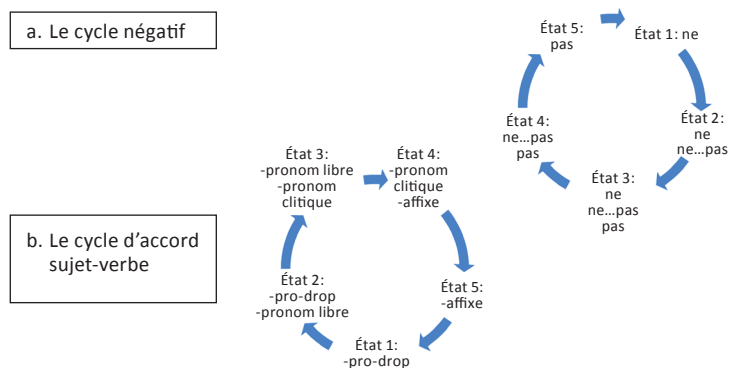 a. Le cycle négatif
État 5:
pas
État 1: ne
État 2:
ne
ne...pas
État 3:
ne
ne...pas
pas
État 4:
ne...pas
pas
b. Le cycle d'accord
sujet-verbe
État 1:
-pro-drop
État 2:
-pro-drop
-pronom libre
État 3:
-pronom libre
-pronom
clitique
État 4:
-pronom
clitique
-affixe
État 5:
-affixe